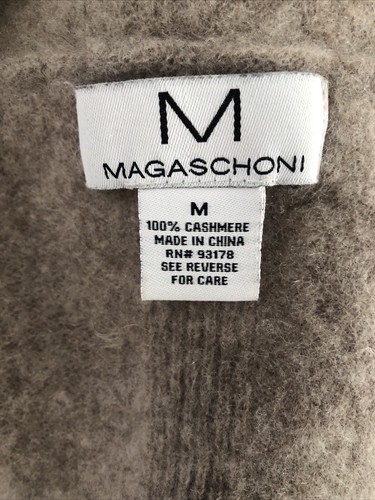 M
MAGASCHONI
M
100% CASHMERE
MADE IN CHINA
RN# 93178
SEE REVERSE
FOR CARE